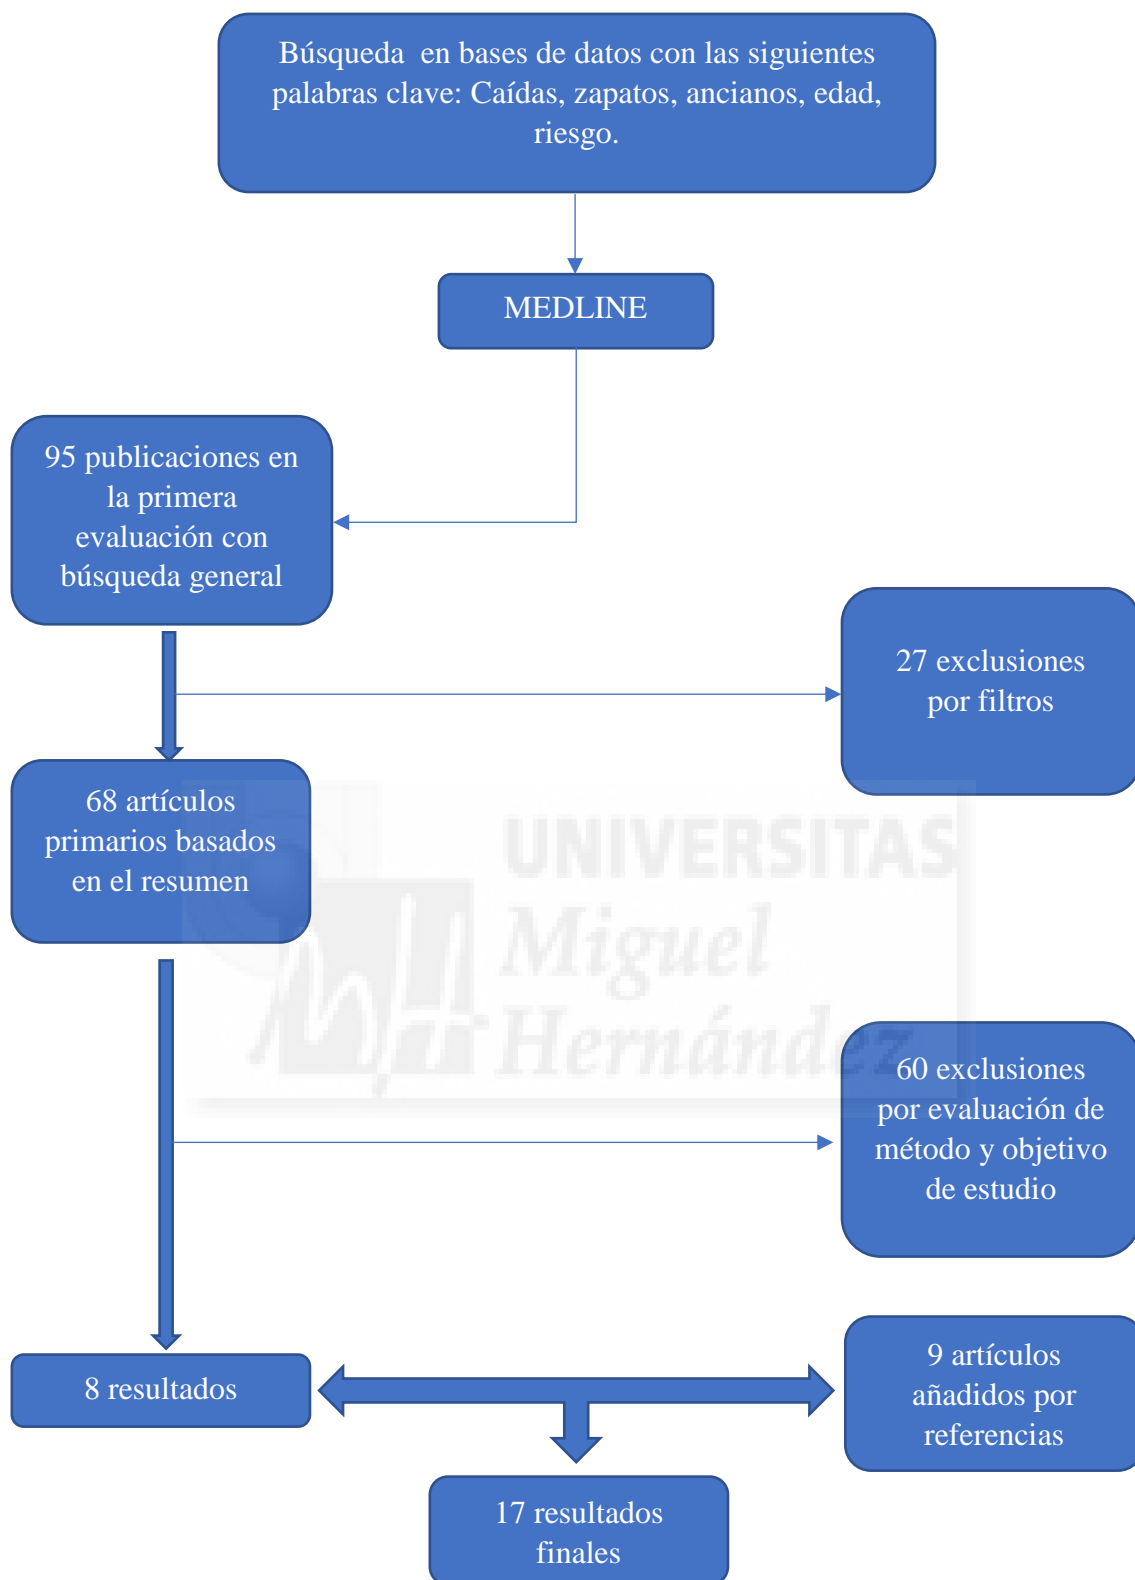 Búsqueda en bases de datos con las siguientes
palabras clave: Caídas, zapatos, ancianos, edad,
riesgo.
MEDLINE
95 publicaciones en
la primera
evaluación con
búsqueda general
27 exclusiones
por filtros
68 artículos
primarios basados
en el resumen
UNIVERSITAS
Miguel
Hernández
60 exclusiones
por evaluación de
método y objetivo
de estudio
8 resultados
9 artículos
añadidos por
referencias
17 resultados
finales